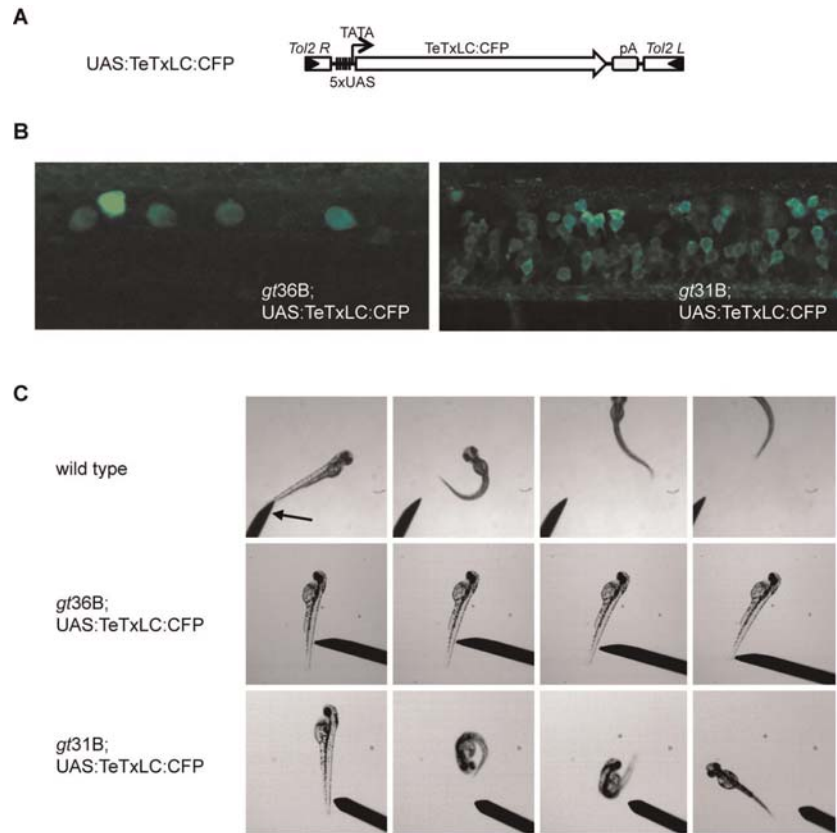 A
UAS:TeTxLC:CFP
Tol2 R
TATA
TeTxLC:CFP
pA
Tol2 L
5xUAS
B
gt36B;
UAS:TeTxLC:CFP
gt31B;
UAS:TeTxLC:CFP
C
wild type
gt36B;
UAS:TeTxLC:CFP
gt31B;
UAS:TeTxLC:CFP